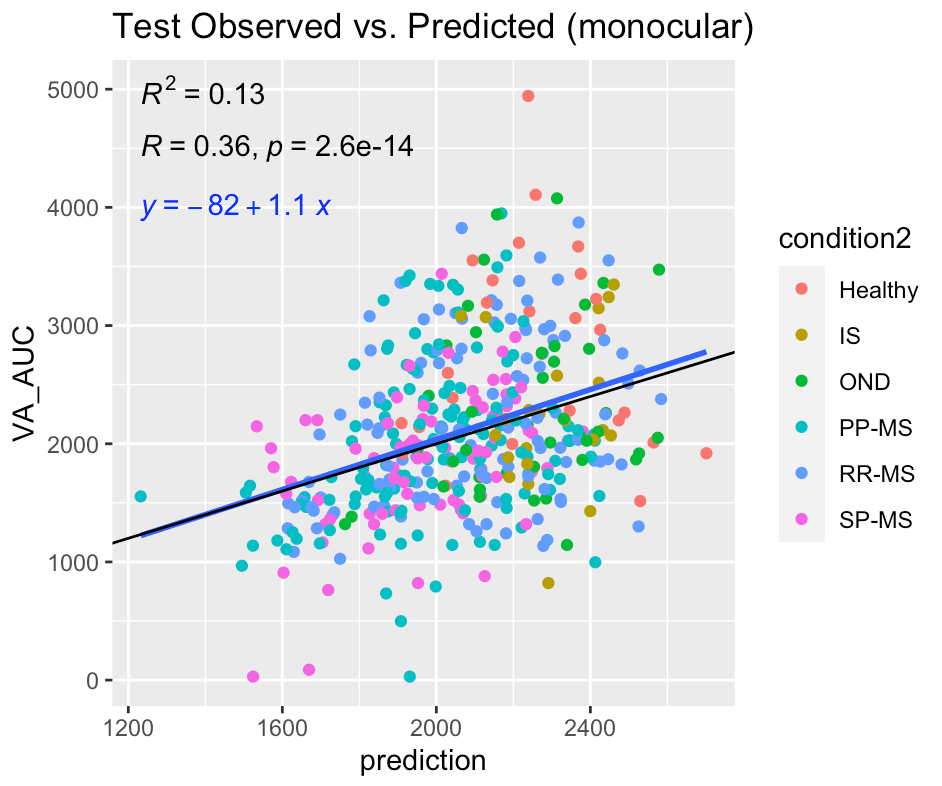 Test Observed vs. Predicted (monocular)
R² = 0.13
R = 0.36, p = 2.6e-14
y = − 82 + 1.1 x
5000
4000
3000
2000
1000
0
VA_AUC
1200 1600 2000 2400
prediction
condition2
Healthy
IS
OND
PP-MS
RR-MS
SP-MS